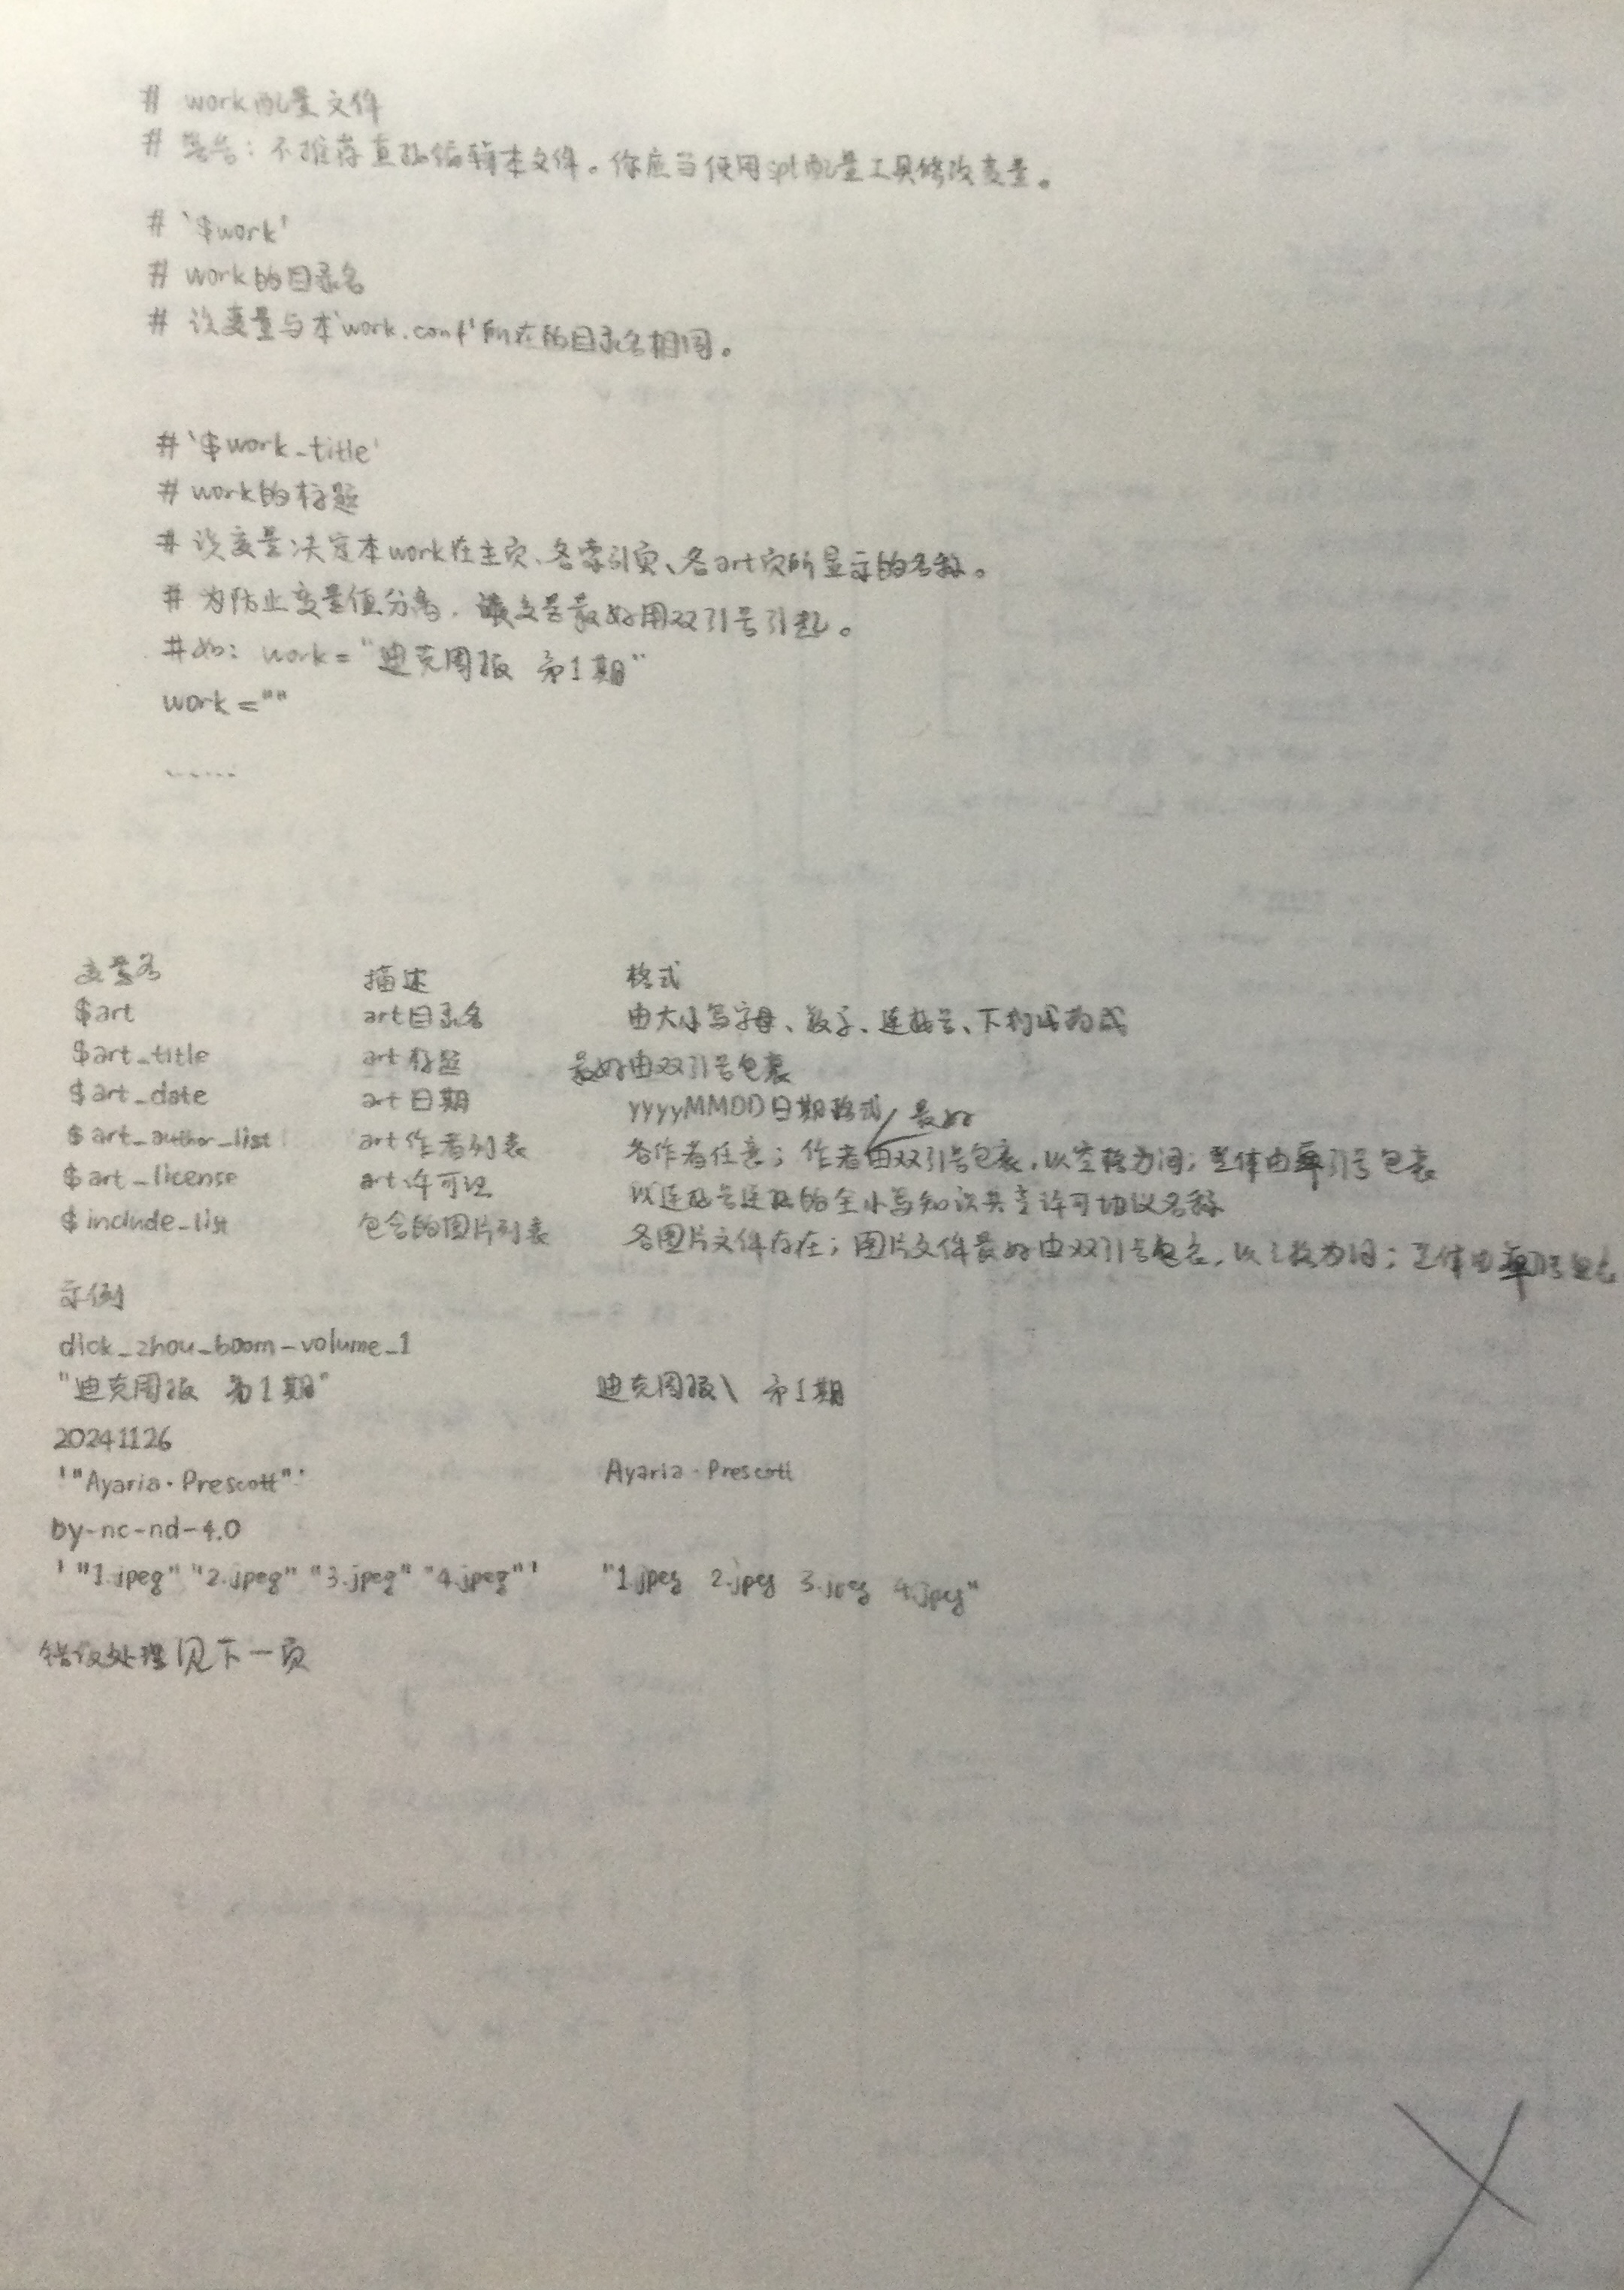 # work配置文件
# 警告：不推荐直接编辑本文件。你应当使用spl配置工具修改变量。
# `$work'
# work的目录名
# 该变量与本`work.conf'所在的目录名相同。
# `$work_title'
# work的标题
# 该变量决定本work在主页、各索引页、各art页所显示的名称。
# 为防止变量值分离，该变量最好用双引号引起。
#如：work="迪克周报 第1期"
work=""
......
变量名 描述 格式
$art art目录名 由大小写字母、数字、连接号、下划线构成
$art_title art标题 最好由双引号包裹
$art_date art日期 yyyyMMDD日期格式
$art_author_list art作者列表 各作者任意；作者最好由双引号包裹，以空格为间；整体由单引号包裹
$art_license art许可证 以连接号连接的全小写知识共享许可协议名称
$include_list 包含的图片列表 各图片文件存在；图片文件最好由双引号包裹，以空格为间；整体由单引号包裹
示例
dick_zhou_boom-volume_1
"迪克周报 第1期" 迪克周报\ 第1期
20241126
'"Ayaria·Prescott"' Ayaria·Prescott
by-nc-nd-4.0
'"1.jpeg" "2.jpeg" "3.jpeg" "4.jpeg"' "1.jpeg 2.jpeg 3.jpeg 4.jpeg"
错误处理见下一页